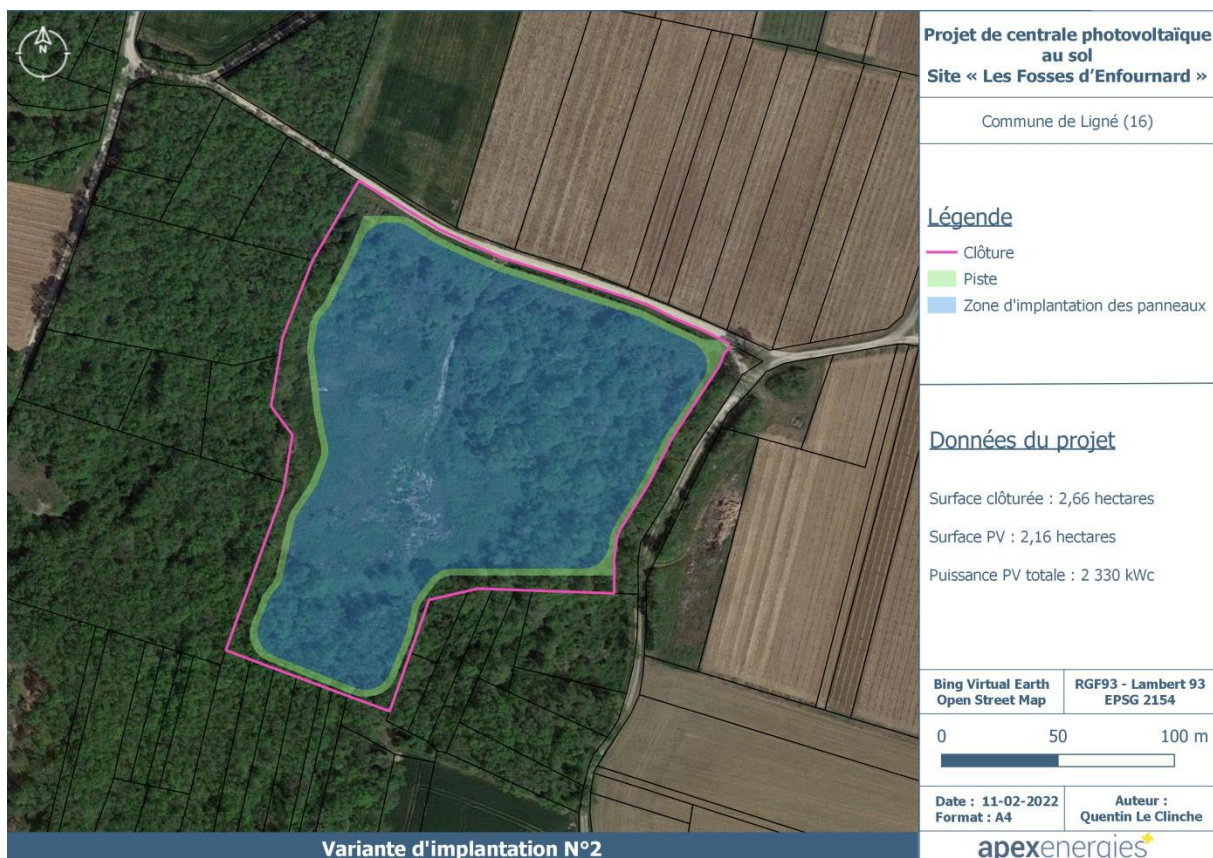 N
Projet de centrale photovoltaïque
au sol
Site « Les Fosses d'Enfournard »
Commune de Ligné (16)
Légende
Clôture
Piste
Zone d'implantation des panneaux
Données du projet
Surface clôturée : 2,66 hectares
Surface PV : 2,16 hectares
Puissance PV totale : 2 330 kWc
Bing Virtual Earth
Open Street Map
RGF93 - Lambert 93
EPSG 2154
0 50 100 m
Date : 11-02-2022
Format : A4
Auteur :
Quentin Le Clinche
Variante d'implantation N°2
apexenergies